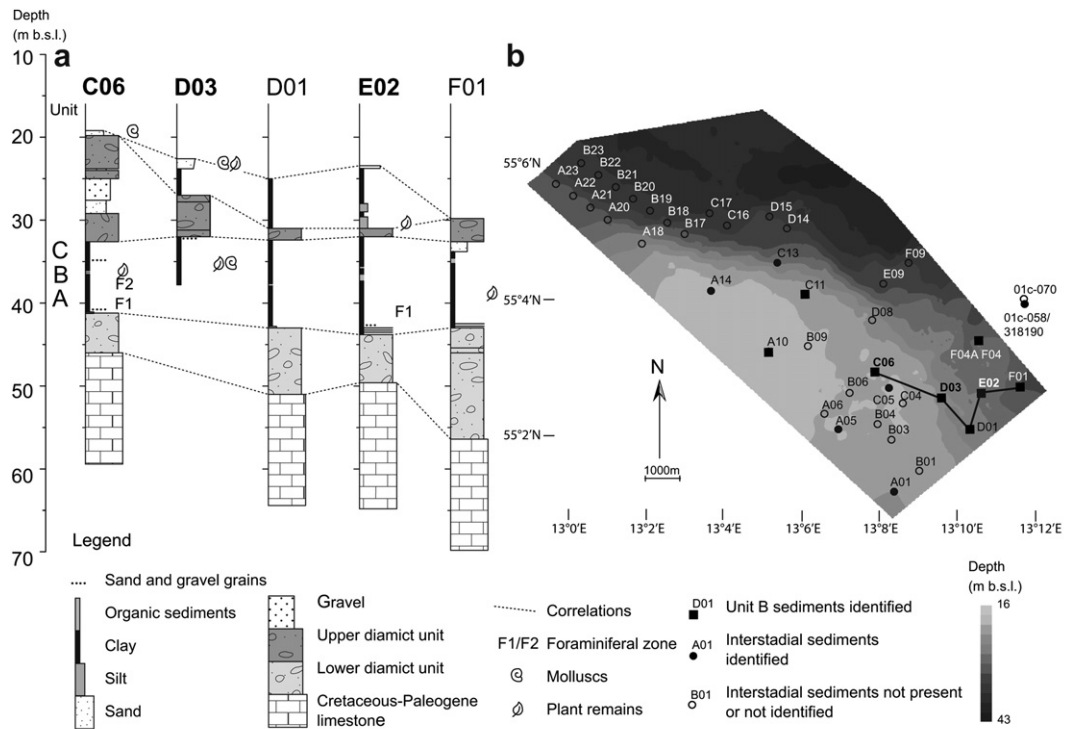 Depth
(m b.s.l.)
a
b
C06
D03
D01
E02
F01
Unit
10
20
30
40
50
60
70
C
B
A
F2
F1
F1
Legend
Sand and gravel grains
Organic sediments
Clay
Silt
Sand
Gravel
Upper diamict unit
Lower diamict unit
Cretaceous-Paleogene
limestone
Correlations
F1/F2 Foraminiferal zone
Molluscs
Plant remains
D01 Unit B sediments identified
A01 Interstadial sediments
identified
B01 Interstadial sediments not present
or not identified
Depth
(m b.s.l.)
16
43
55°6'N
55°4'N
55°2'N
13°0'E
13°2'E
13°4'E
13°6'E
13°8'E
13°10'E
13°12'E
N
1000m
B23
B22
A23
A22
B21
B20
A21
B19
A20
B18
B17
A18
C17
C16
D15
D14
C13
F09
E09
A14
C11
D08
01c-070
01c-058/
318190
A10
B09
F04A F04
C06
F01
E02
D03
B06
C05
C04
A06
B04
A05
B03
D01
B01
A01